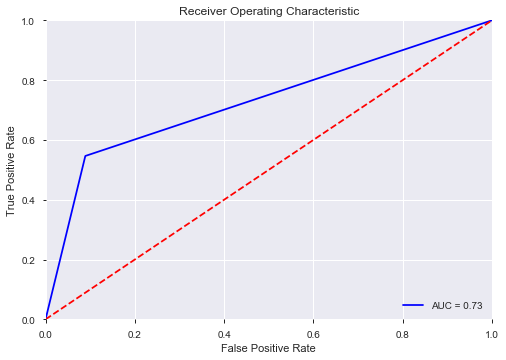 Receiver Operating Characteristic
1.0
0.8
0.6
0.4
0.2
0.0
True Positive Rate
AUC = 0.73
0.0 0.2 0.4 0.6 0.8 1.0
False Positive Rate